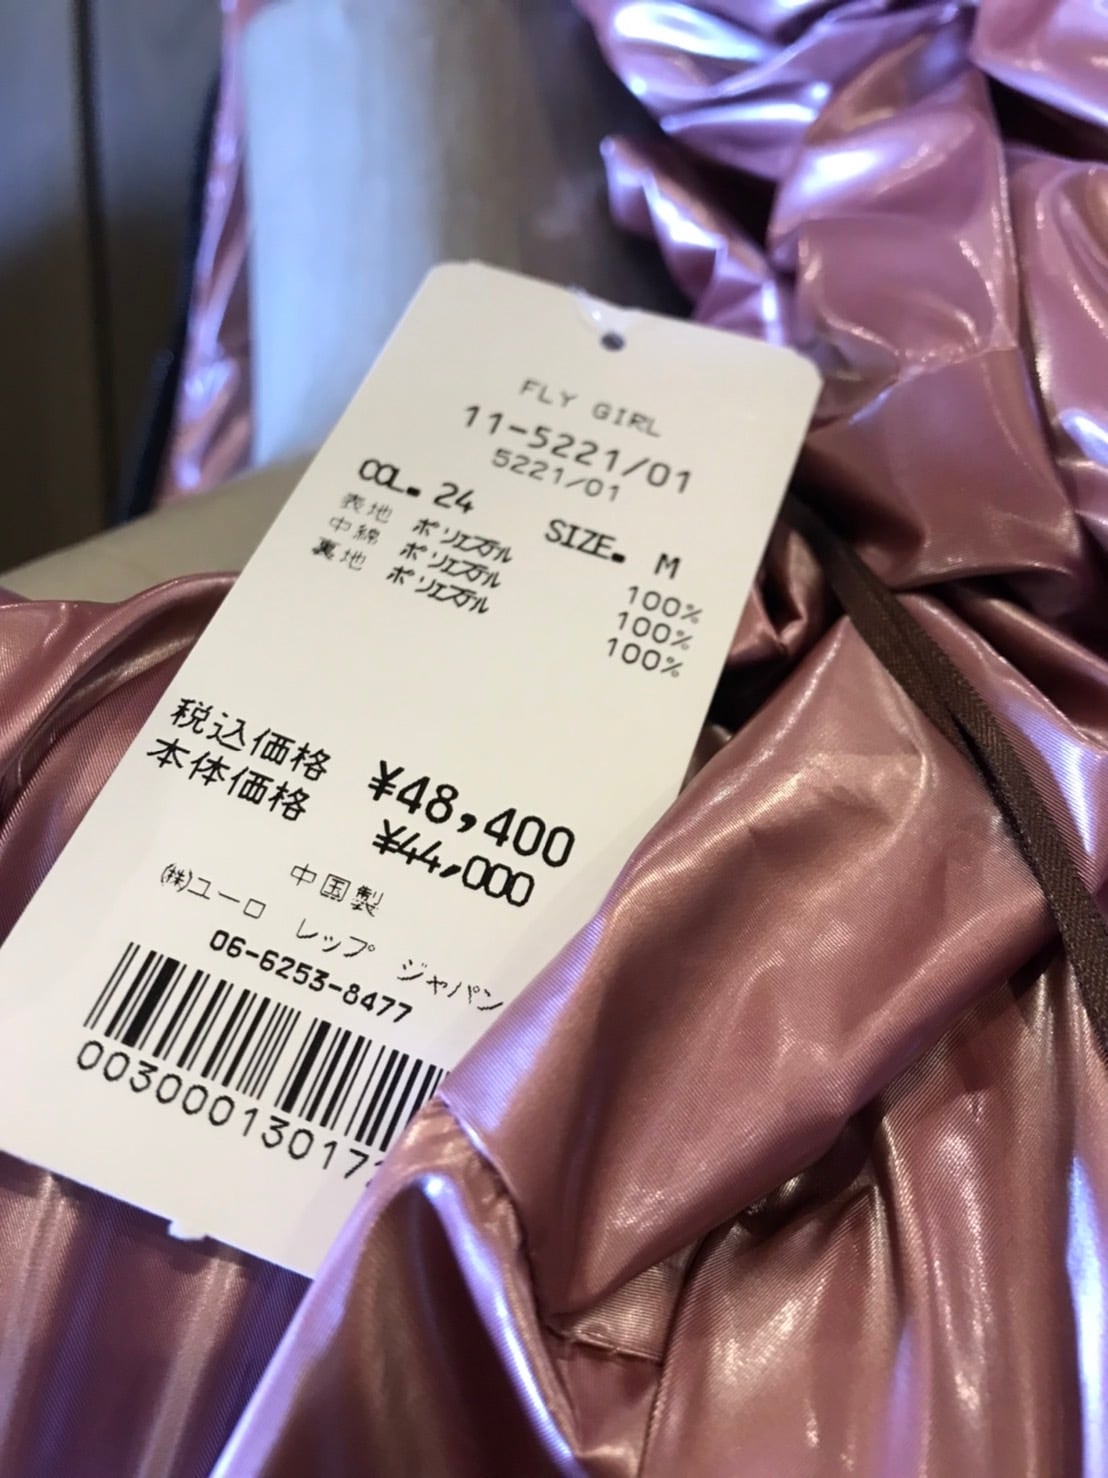 FLY GIRL
11-5221/01
5221/01
COL. 24 SIZE. M
表地 ポリエステル 100%
中綿 ポリエステル 100%
裏地 ポリエステル 100%
税込価格 ¥48,400
本体価格 ¥44,000
中国製
㈱ユーロ レップ ジャパン
06-6253-8477
00300013017